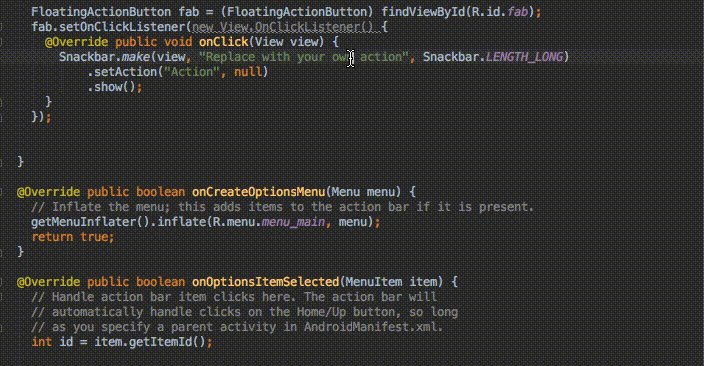 FloatingActionButton fab = (FloatingActionButton) findViewById(R.id.fab);
fab.setOnClickListener(new View.OnClickListener() {
@Override public void onClick(View view) {
Snackbar.make(view, "Replace with your own action", Snackbar.LENGTH_LONG)
.setAction("Action", null)
.show();
}
});
}
@Override public boolean onCreateOptionsMenu(Menu menu) {
// Inflate the menu; this adds items to the action bar if it is present.
getMenuInflater().inflate(R.menu.menu_main, menu);
return true;
}
@Override public boolean onOptionsItemSelected(MenuItem item) {
// Handle action bar item clicks here. The action bar will
// automatically handle clicks on the Home/Up button, so long
// as you specify a parent activity in AndroidManifest.xml.
int id = item.getItemId();